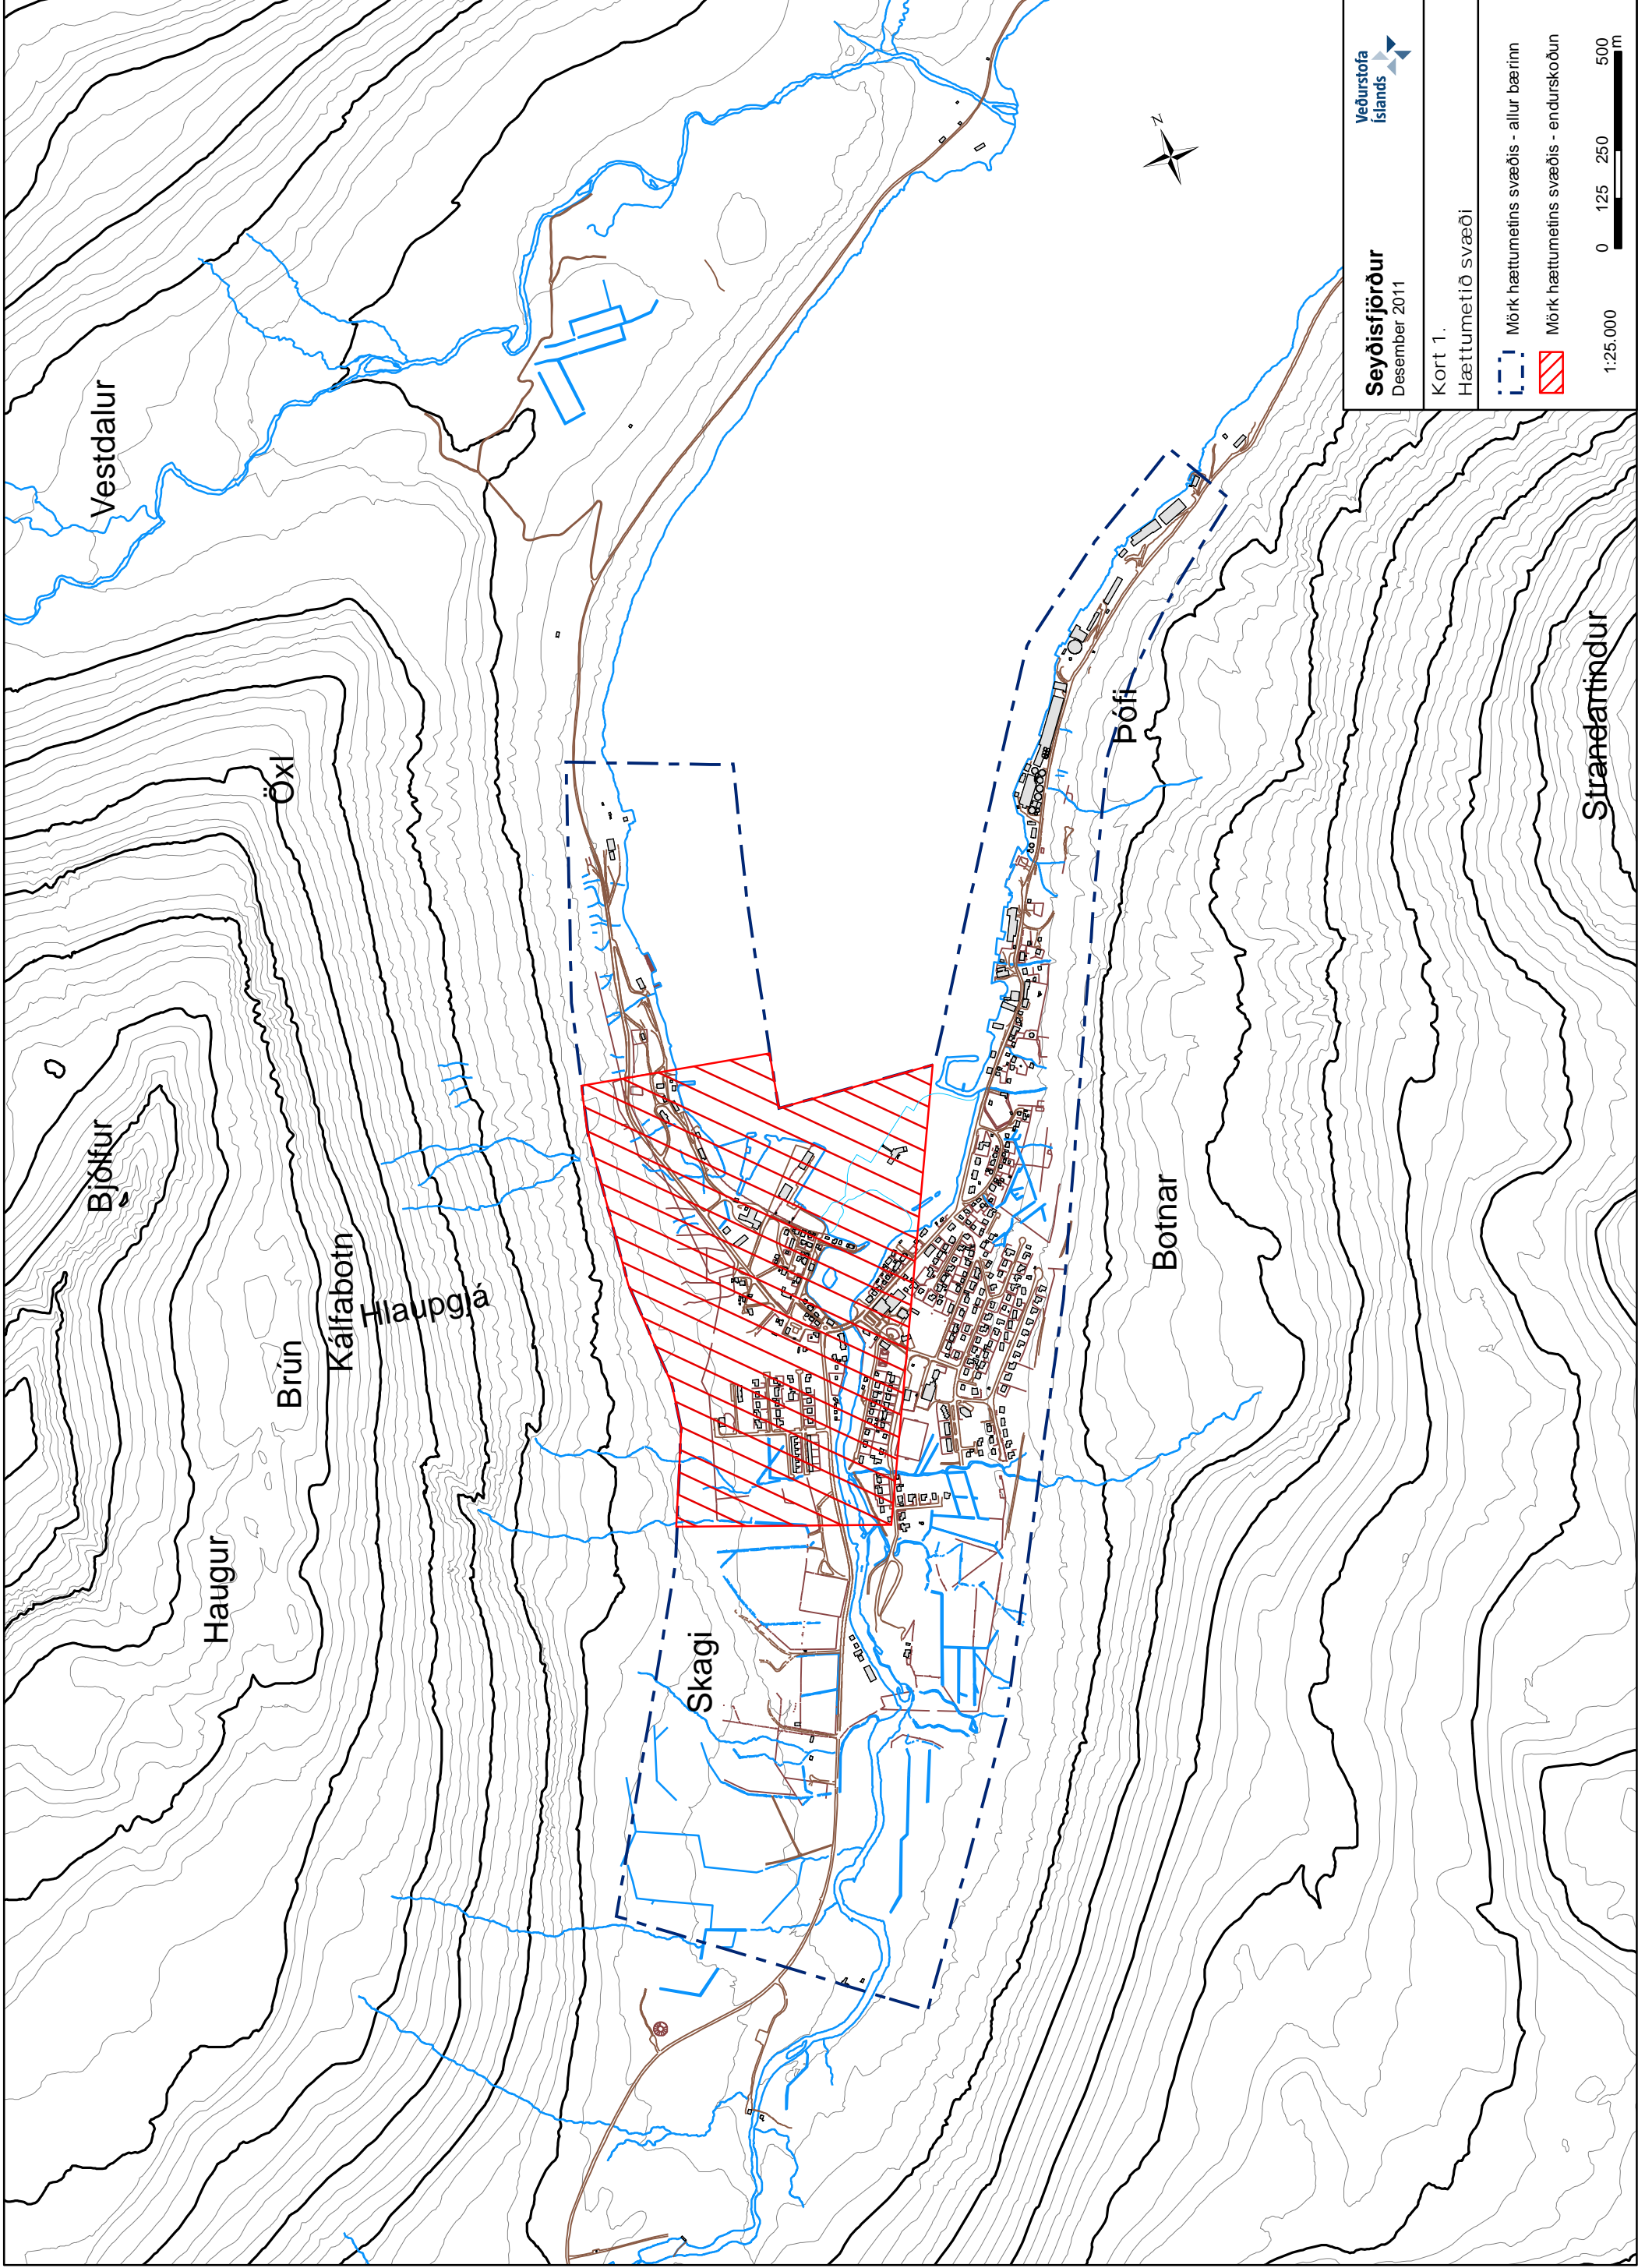 Vestdalur
Öxl
Bjólfur
Kálfabotn
Hlaupgjá
Brún
Haugur
Skagi
Botnar
Þófi
Strandartindur
N
Veðurstofa
Íslands
Seyðisfjörður
Desember 2011
Kort 1.
Hættumetið svæði
Mörk hættumetins svæðis - allur bærinn
Mörk hættumetins svæðis - endurskoðun
1:25.000
0 125 250 500
m